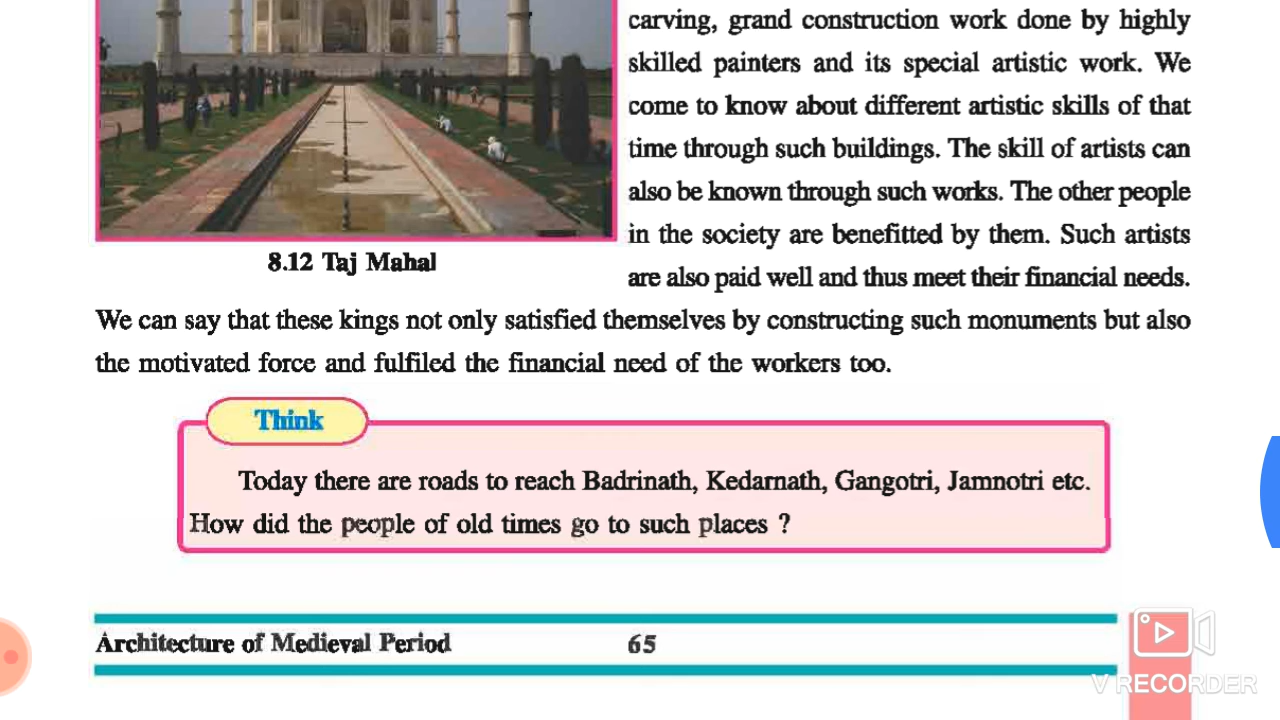 carving, grand construction work done by highly
skilled painters and its special artistic work. We
come to know about different artistic skills of that
time through such buildings. The skill of artists can
also be known through such works. The other people
in the society are benefitted by them. Such artists
are also paid well and thus meet their financial needs.
8.12 Taj Mahal
We can say that these kings not only satisfied themselves by constructing such monuments but also
the motivated force and fulfiled the financial need of the workers too.
Think
Today there are roads to reach Badrinath, Kedarnath, Gangotri, Jamnotri etc.
How did the people of old times go to such places ?
Architecture of Medieval Period 65
V RECORDER